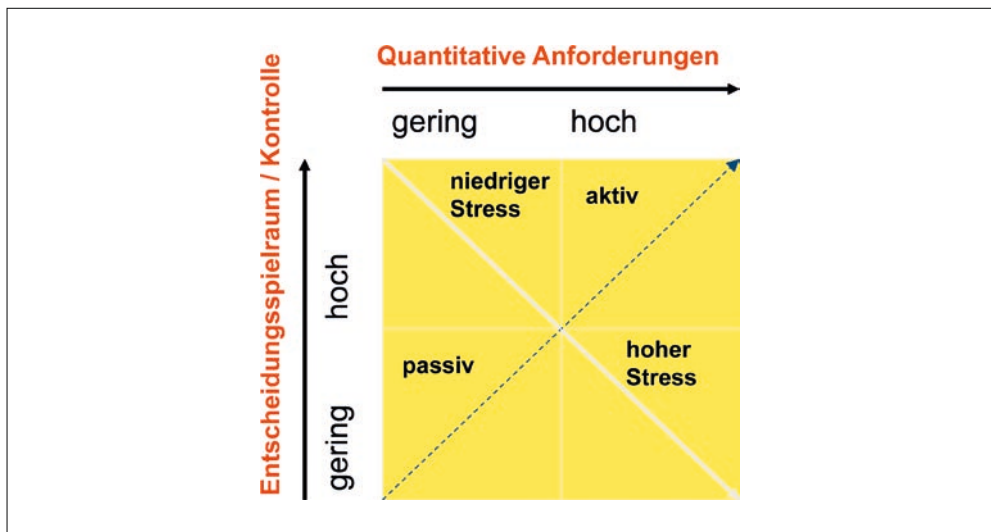 Quantitative Anforderungen
gering hoch
Entscheidungsspielraum / Kontrolle
hoch
gering
niedriger
Stress
aktiv
passiv
hoher
Stress